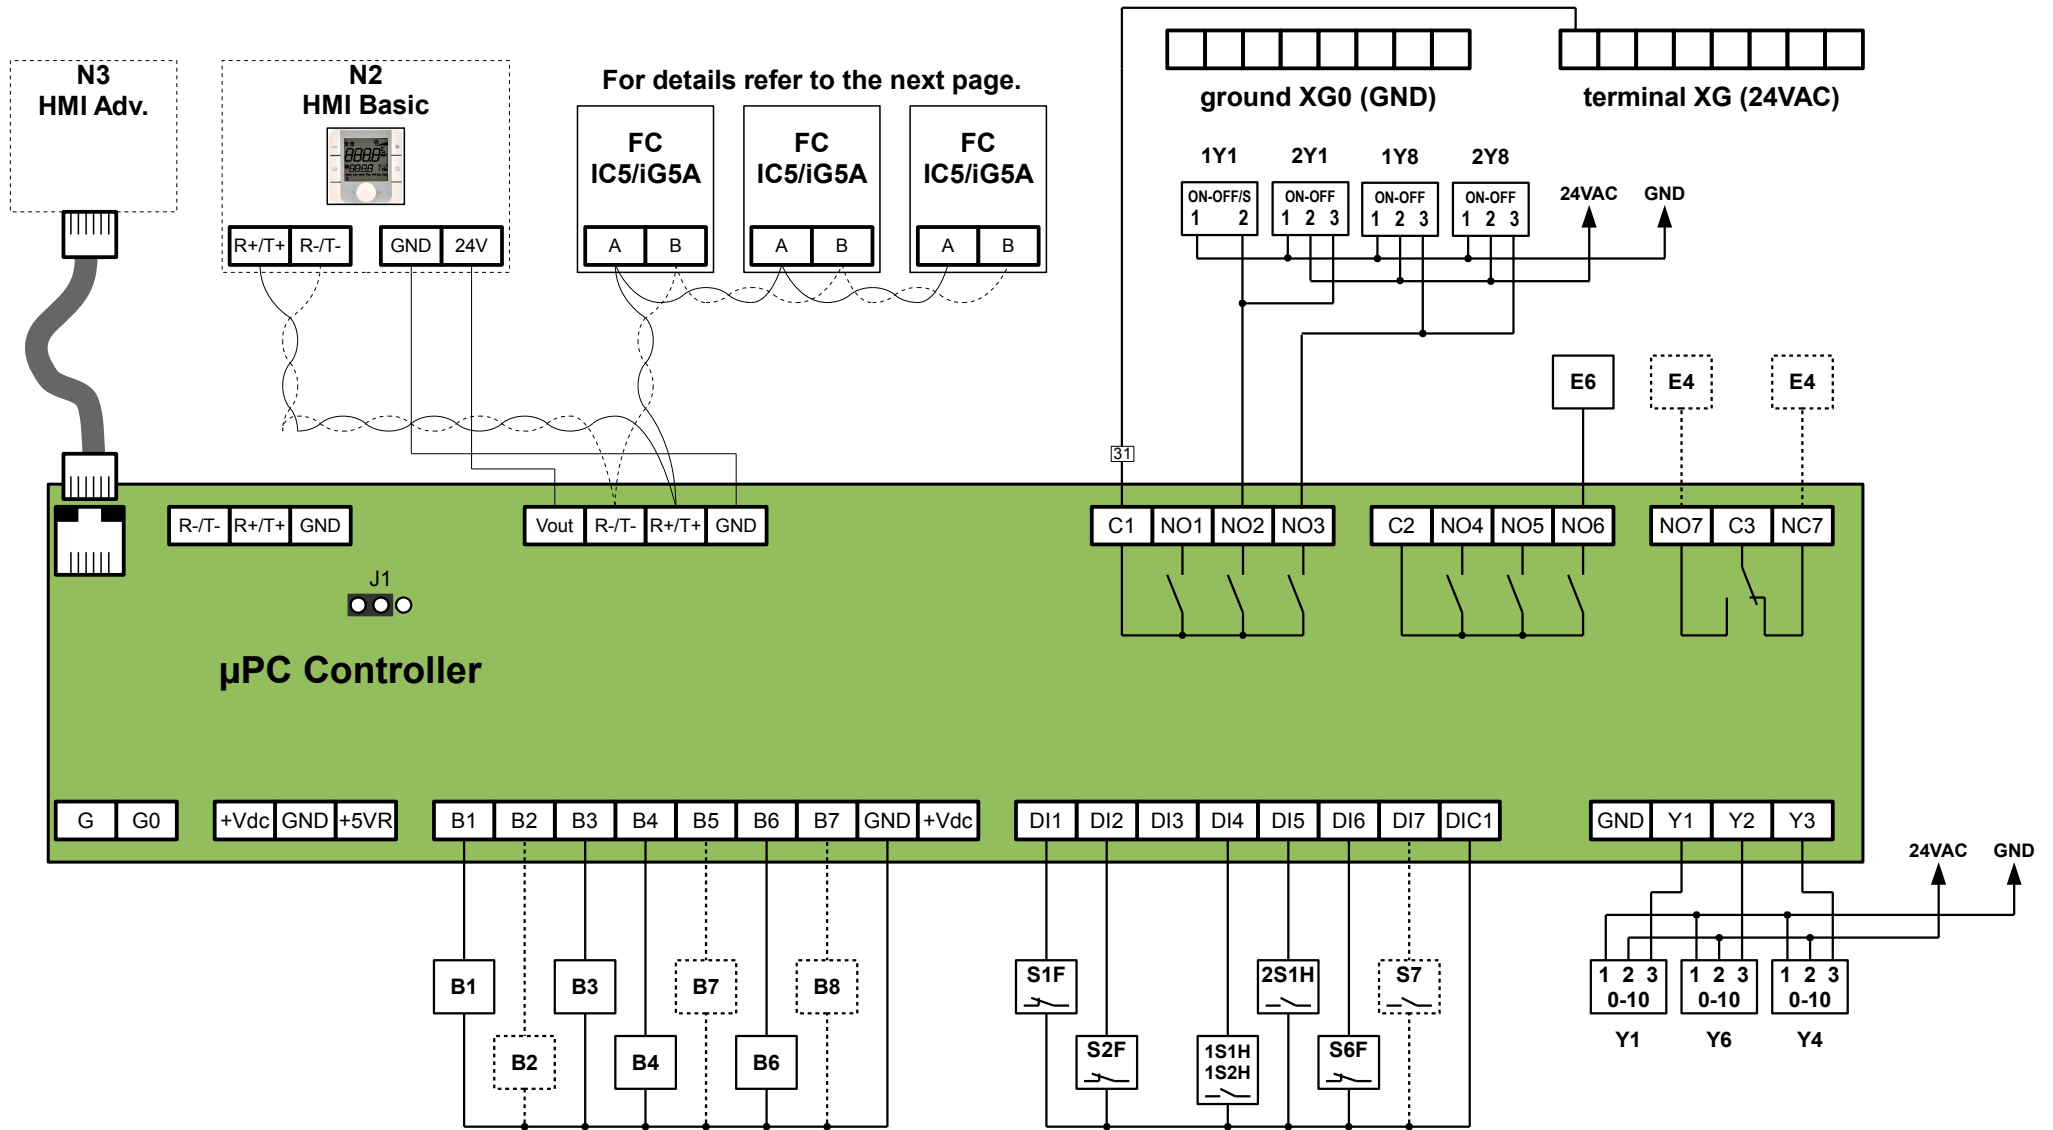 N3
HMI Adv.
N2
HMI Basic
R+/T+ R-/T- GND 24V
For details refer to the next page.
FC
IC5/iG5A
A B
FC
IC5/iG5A
A B
FC
IC5/iG5A
A B
ground XG0 (GND)
terminal XG (24VAC)
1Y1 2Y1 1Y8 2Y8
ON-OFF/S
1 2
ON-OFF
1 2 3
ON-OFF
1 2 3
ON-OFF
1 2 3
24VAC GND
E6 E4 E4
31
R-/T- R+/T+ GND
Vout R-/T- R+/T+ GND
C1 NO1 NO2 NO3
C2 NO4 NO5 NO6
NO7 C3 NC7
J1
µPC Controller
G G0
+Vdc GND +5VR
B1 B2 B3 B4 B5 B6 B7 GND +Vdc
DI1 DI2 DI3 DI4 DI5 DI6 DI7 DIC1
GND Y1 Y2 Y3
24VAC GND
B1 B3 B7 B8
B2 B4 B6
S1F 2S1H S7
S2F
1S1H
1S2H
S6F
1 2 3
0-10
1 2 3
0-10
1 2 3
0-10
Y1 Y6 Y4